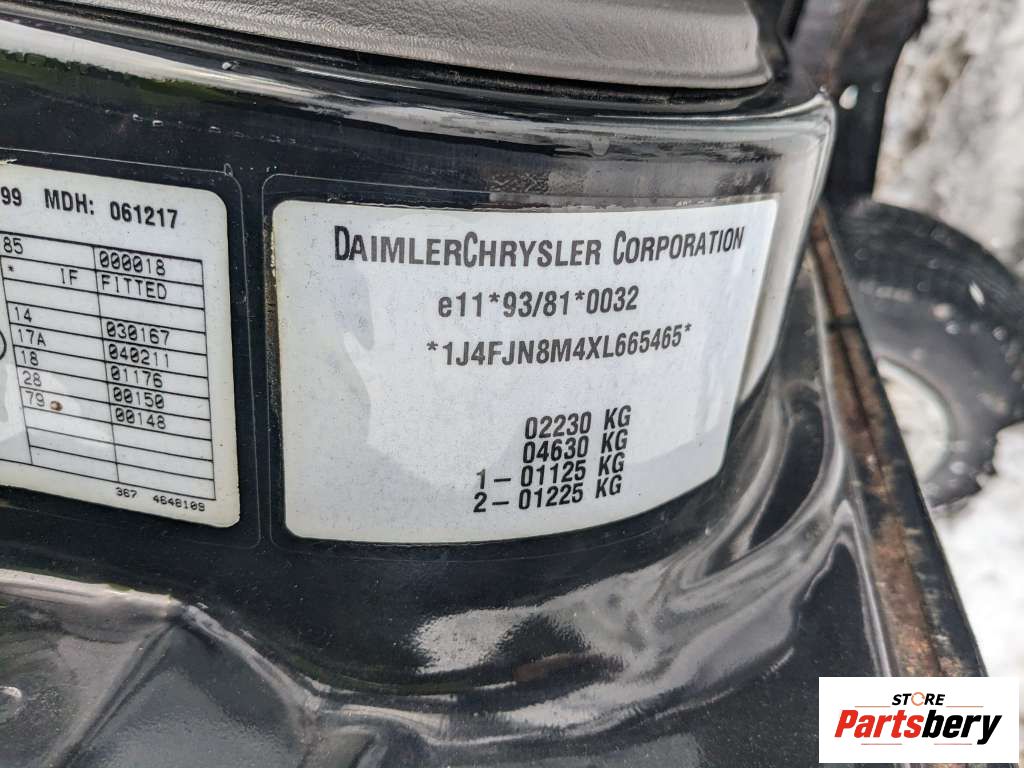 99 MDH: 061217
85 000018
* IF FITTED
14
17A 030167
18 040211
28 01176
79 00150
00148
367 4648109
DAIMLERCHRYSLER CORPORATION
e11*93/81*0032
*1J4FJN8M4XL665465*
02230 KG
04630 KG
1-01125 KG
2-01225 KG
STORE
Partsbery